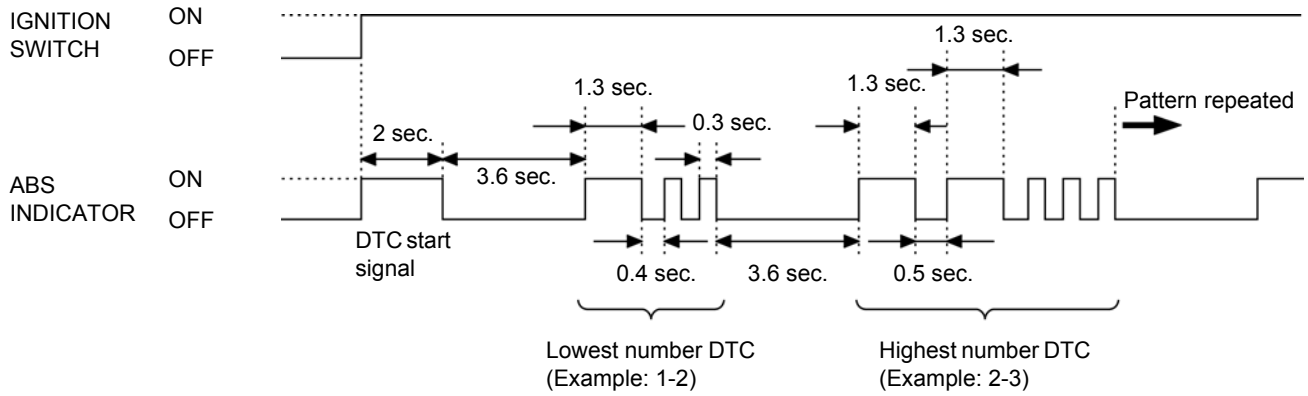 IGNITION
SWITCH
ON
OFF
1.3 sec.
1.3 sec.
1.3 sec.
Pattern repeated
0.3 sec.
2 sec.
3.6 sec.
ABS
INDICATOR
ON
OFF
DTC start
signal
0.4 sec.
3.6 sec.
0.5 sec.
Lowest number DTC
(Example: 1-2)
Highest number DTC
(Example: 2-3)